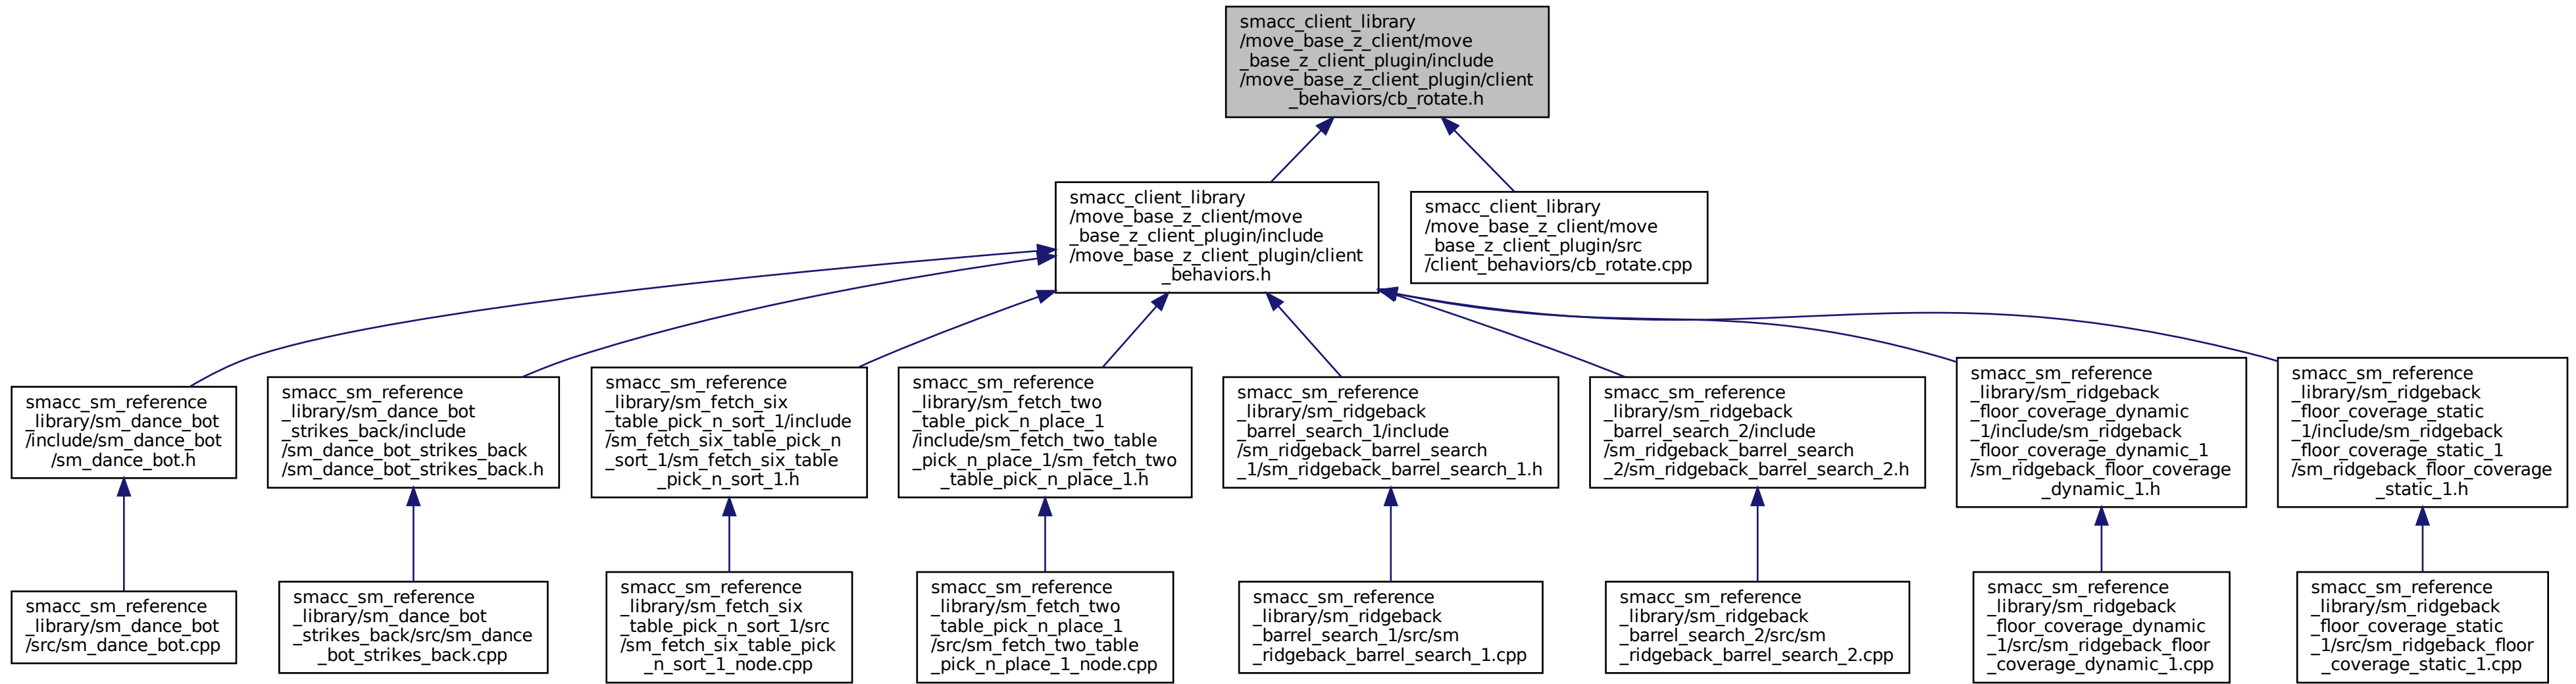 smacc_client_library
/move_base_z_client/move
_base_z_client_plugin/include
/move_base_z_client_plugin/client
_behaviors/cb_rotate.h
smacc_client_library
/move_base_z_client/move
_base_z_client_plugin/include
/move_base_z_client_plugin/client
_behaviors.h
smacc_client_library
/move_base_z_client/move
_base_z_client_plugin/src
/client_behaviors/cb_rotate.cpp
smacc_sm_reference
_library/sm_dance_bot
/include/sm_dance_bot
/sm_dance_bot.h
smacc_sm_reference
_library/sm_dance_bot
_strikes_back/include
/sm_dance_bot_strikes_back
/sm_dance_bot_strikes_back.h
smacc_sm_reference
_library/sm_fetch_six
_table_pick_n_sort_1/include
/sm_fetch_six_table_pick_n
_sort_1/sm_fetch_six_table
_pick_n_sort_1.h
smacc_sm_reference
_library/sm_fetch_two
_table_pick_n_place_1
/include/sm_fetch_two_table
_pick_n_place_1/sm_fetch_two
_table_pick_n_place_1.h
smacc_sm_reference
_library/sm_ridgeback
_barrel_search_1/include
/sm_ridgeback_barrel_search
_1/sm_ridgeback_barrel_search_1.h
smacc_sm_reference
_library/sm_ridgeback
_barrel_search_2/include
/sm_ridgeback_barrel_search
_2/sm_ridgeback_barrel_search_2.h
smacc_sm_reference
_library/sm_ridgeback
_floor_coverage_dynamic
_1/include/sm_ridgeback
_floor_coverage_dynamic_1
/sm_ridgeback_floor_coverage
_dynamic_1.h
smacc_sm_reference
_library/sm_ridgeback
_floor_coverage_static
_1/include/sm_ridgeback
_floor_coverage_static_1
/sm_ridgeback_floor_coverage
_static_1.h
smacc_sm_reference
_library/sm_dance_bot
/src/sm_dance_bot.cpp
smacc_sm_reference
_library/sm_dance_bot
_strikes_back/src/sm_dance
_bot_strikes_back.cpp
smacc_sm_reference
_library/sm_fetch_six
_table_pick_n_sort_1/src
/sm_fetch_six_table_pick
_n_sort_1_node.cpp
smacc_sm_reference
_library/sm_fetch_two
_table_pick_n_place_1
/src/sm_fetch_two_table
_pick_n_place_1_node.cpp
smacc_sm_reference
_library/sm_ridgeback
_barrel_search_1/src/sm
_ridgeback_barrel_search_1.cpp
smacc_sm_reference
_library/sm_ridgeback
_barrel_search_2/src/sm
_ridgeback_barrel_search_2.cpp
smacc_sm_reference
_library/sm_ridgeback
_floor_coverage_dynamic
_1/src/sm_ridgeback_floor
_coverage_dynamic_1.cpp
smacc_sm_reference
_library/sm_ridgeback
_floor_coverage_static
_1/src/sm_ridgeback_floor
_coverage_static_1.cpp